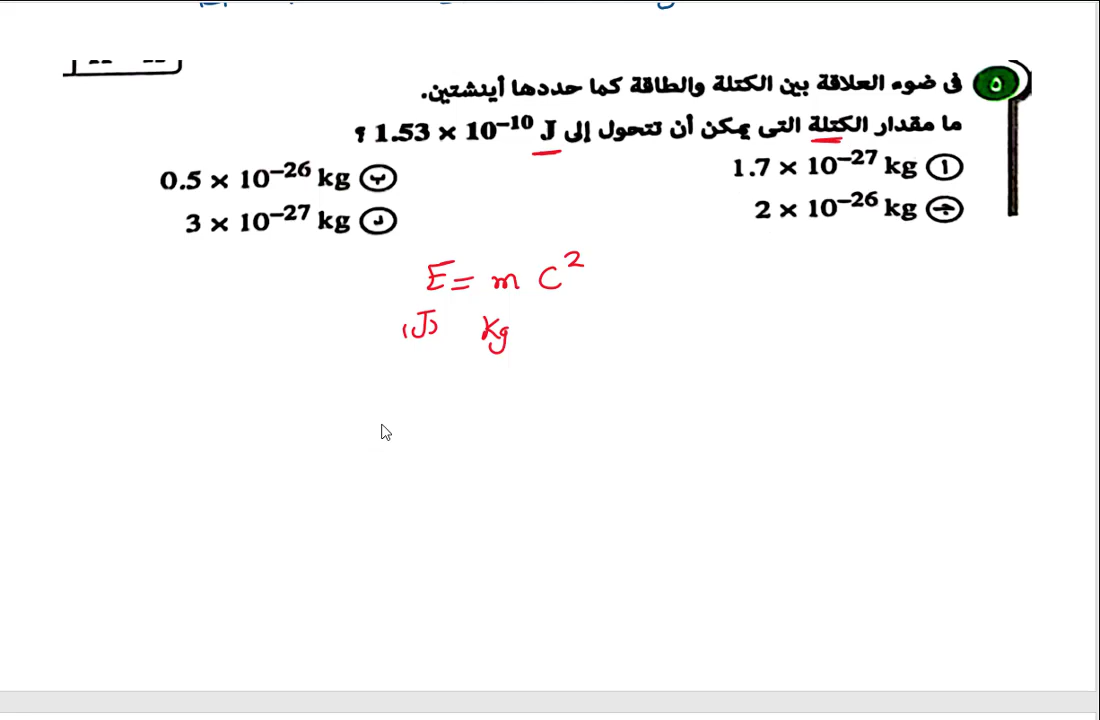 ٥ فى ضوء العلاقة بين الكتلة والطاقة كما حددها أينشتين.
ما مقدار الكتلة التى يمكن أن تتحول إلى 1.53 × 10⁻¹⁰ J ؟
أ 1.7 × 10⁻²⁷ kg ب 0.5 × 10⁻²⁶ kg
ج 2 × 10⁻²⁶ kg د 3 × 10⁻²⁷ kg
E = m c²
(J) kg